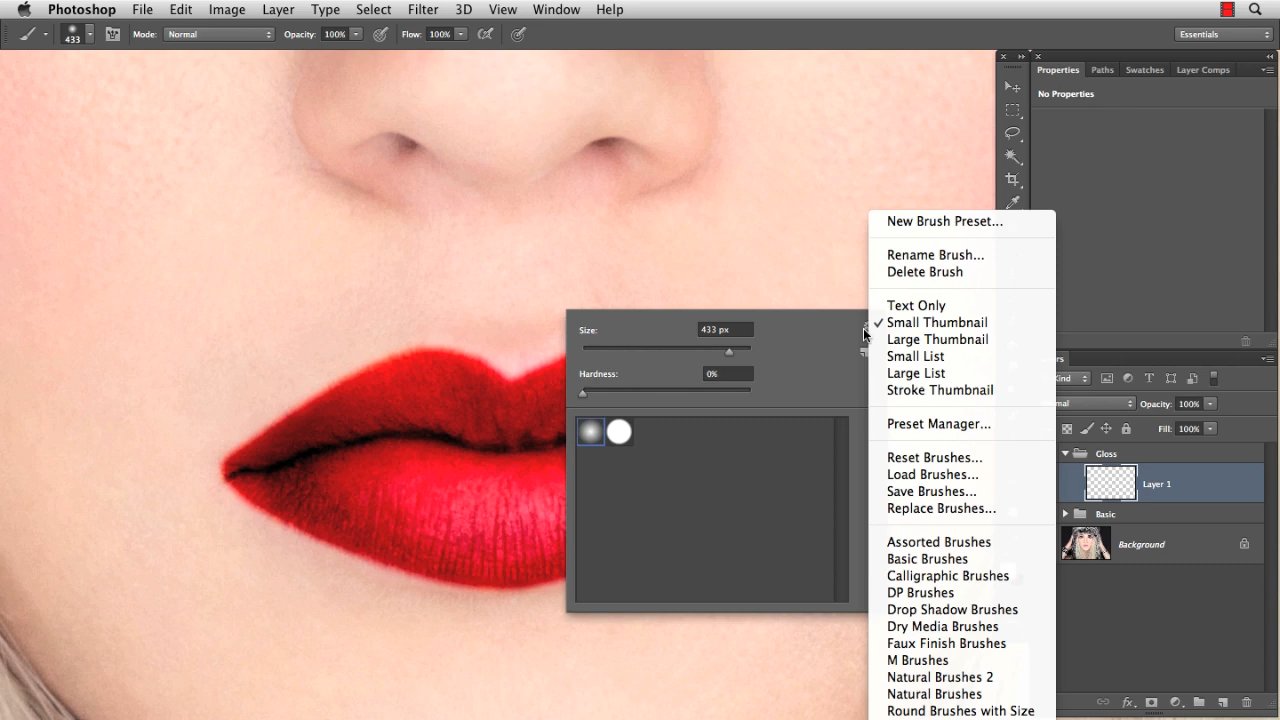 Photoshop File Edit Image Layer Type Select Filter 3D View Window Help
433 Mode: Normal Opacity: 100% Flow: 100% Essentials
Properties Paths Swatches Layer Comps
No Properties
New Brush Preset...
Rename Brush...
Delete Brush
Text Only
Small Thumbnail
Large Thumbnail
Small List
Large List
Stroke Thumbnail
Preset Manager...
Reset Brushes...
Load Brushes...
Save Brushes...
Replace Brushes...
Assorted Brushes
Basic Brushes
Calligraphic Brushes
DP Brushes
Drop Shadow Brushes
Dry Media Brushes
Faux Finish Brushes
M Brushes
Natural Brushes 2
Natural Brushes
Round Brushes with Size
Size: 433 px
Hardness: 0%
rs
Kind
mal Opacity: 100%
Fill: 100%
Gloss
Layer 1
Basic
Background
fx